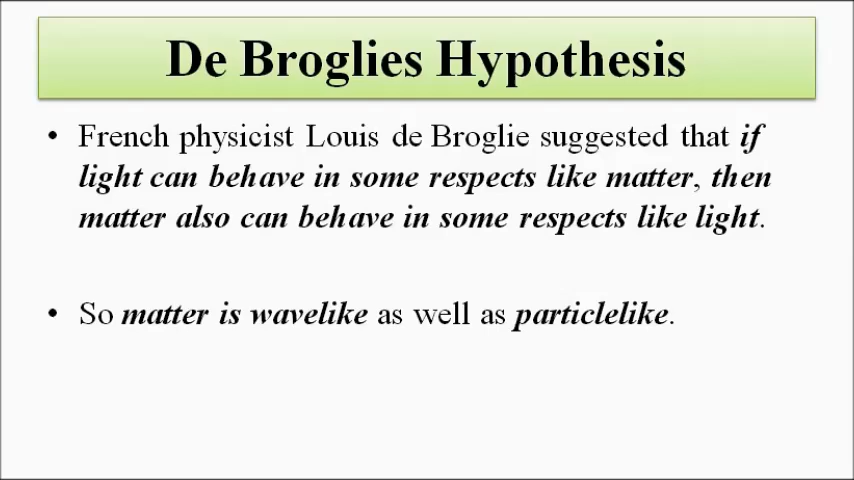 De Broglies Hypothesis
• French physicist Louis de Broglie suggested that if
light can behave in some respects like matter, then
matter also can behave in some respects like light.
• So matter is wavelike as well as particlelike.